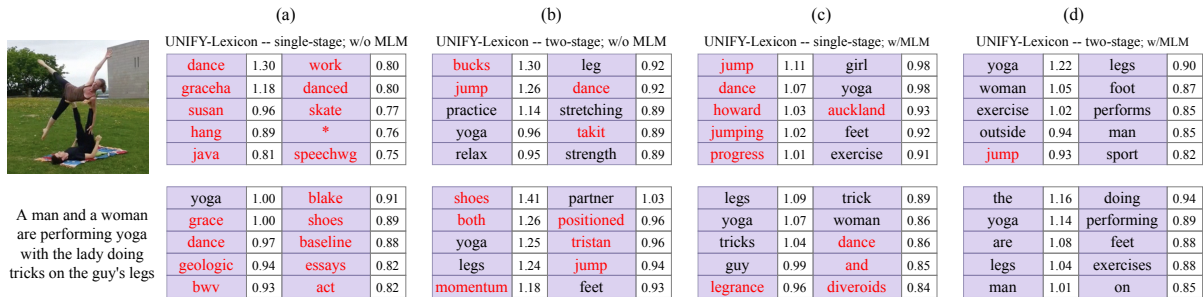 (a) (b) (c) (d)
UNIFY-Lexicon -- single-stage; w/o MLM UNIFY-Lexicon -- two-stage; w/o MLM UNIFY-Lexicon -- single-stage; w/MLM UNIFY-Lexicon -- two-stage; w/MLM
dance 1.30 work 0.80 bucks 1.30 leg 0.92 jump 1.11 girl 0.98 yoga 1.22 legs 0.90
graceha 1.18 danced 0.80 jump 1.26 dance 0.92 dance 1.07 yoga 0.98 woman 1.05 foot 0.87
susan 0.96 skate 0.77 practice 1.14 stretching 0.89 howard 1.03 auckland 0.93 exercise 1.02 performs 0.85
hang 0.89 * 0.76 yoga 0.96 takit 0.89 jumping 1.02 feet 0.92 outside 0.94 man 0.85
java 0.81 speechwg 0.75 relax 0.95 strength 0.89 progress 1.01 exercise 0.91 jump 0.93 sport 0.82
A man and a woman
are performing yoga
with the lady doing
tricks on the guy's legs
yoga 1.00 blake 0.91 shoes 1.41 partner 1.03 legs 1.09 trick 0.89 the 1.16 doing 0.94
grace 1.00 shoes 0.89 both 1.26 positioned 0.96 yoga 1.07 woman 0.86 yoga 1.14 performing 0.89
dance 0.97 baseline 0.88 yoga 1.25 tristan 0.96 tricks 1.04 dance 0.86 are 1.08 feet 0.88
geologic 0.94 essays 0.82 legs 1.24 jump 0.94 guy 0.99 and 0.85 legs 1.04 exercises 0.88
bwv 0.93 act 0.82 momentum 1.18 feet 0.93 legrange 0.96 diveroids 0.84 man 1.01 on 0.85